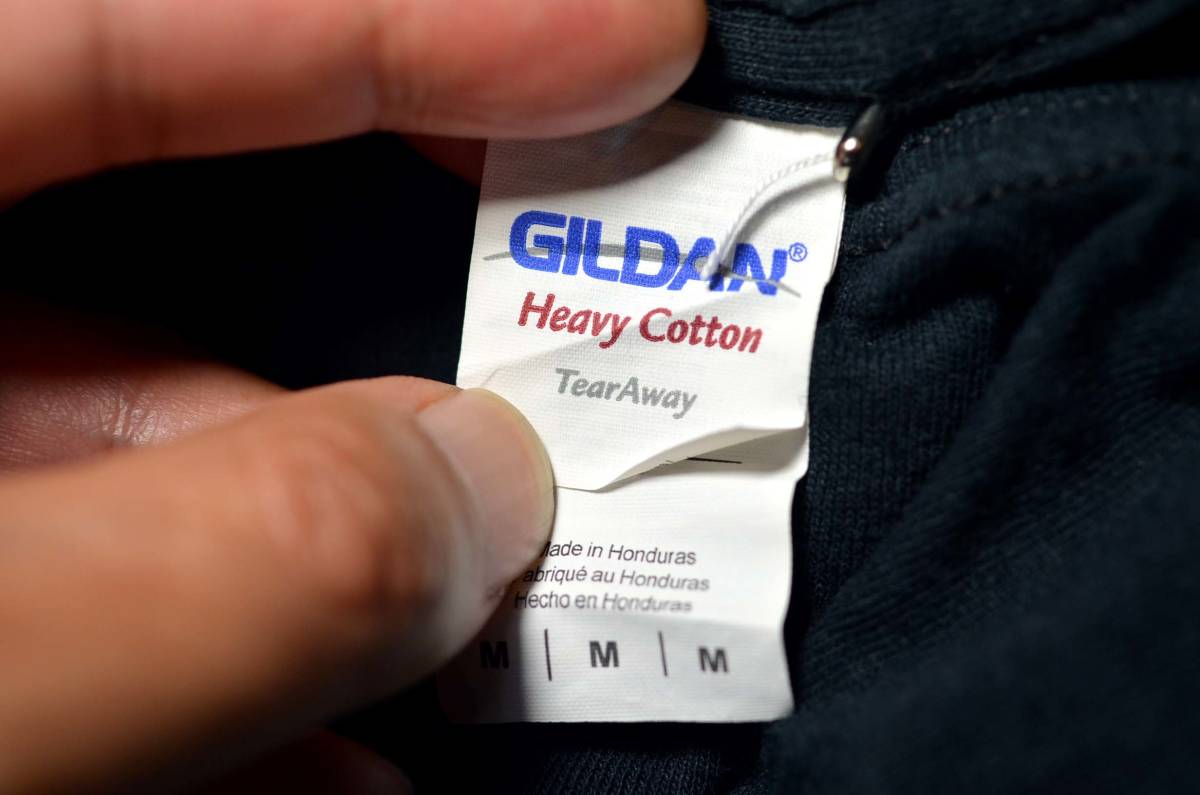 GILDAN®
Heavy Cotton
TearAway
Made in Honduras
abriqué au Honduras
Hecho en Honduras
M | M | M